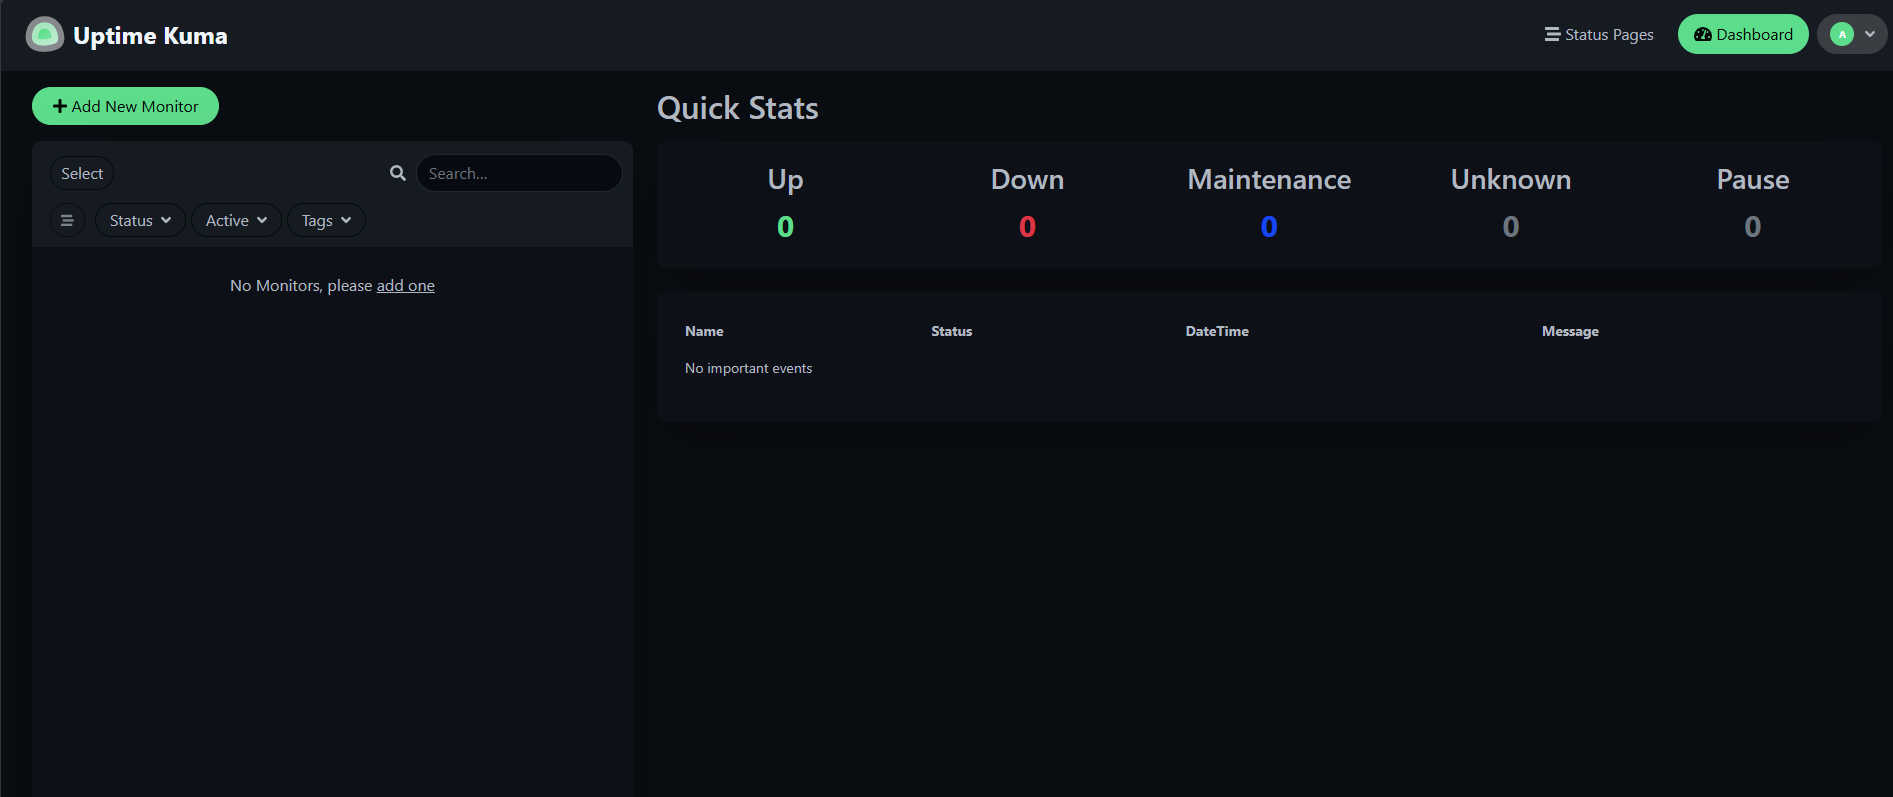 Uptime Kuma
Status Pages
Dashboard
A
Add New Monitor
Select
Search...
Status
Active
Tags
No Monitors, please add one
Quick Stats
Up
Down
Maintenance
Unknown
Pause
0
0
0
0
0
Name
Status
DateTime
Message
No important events